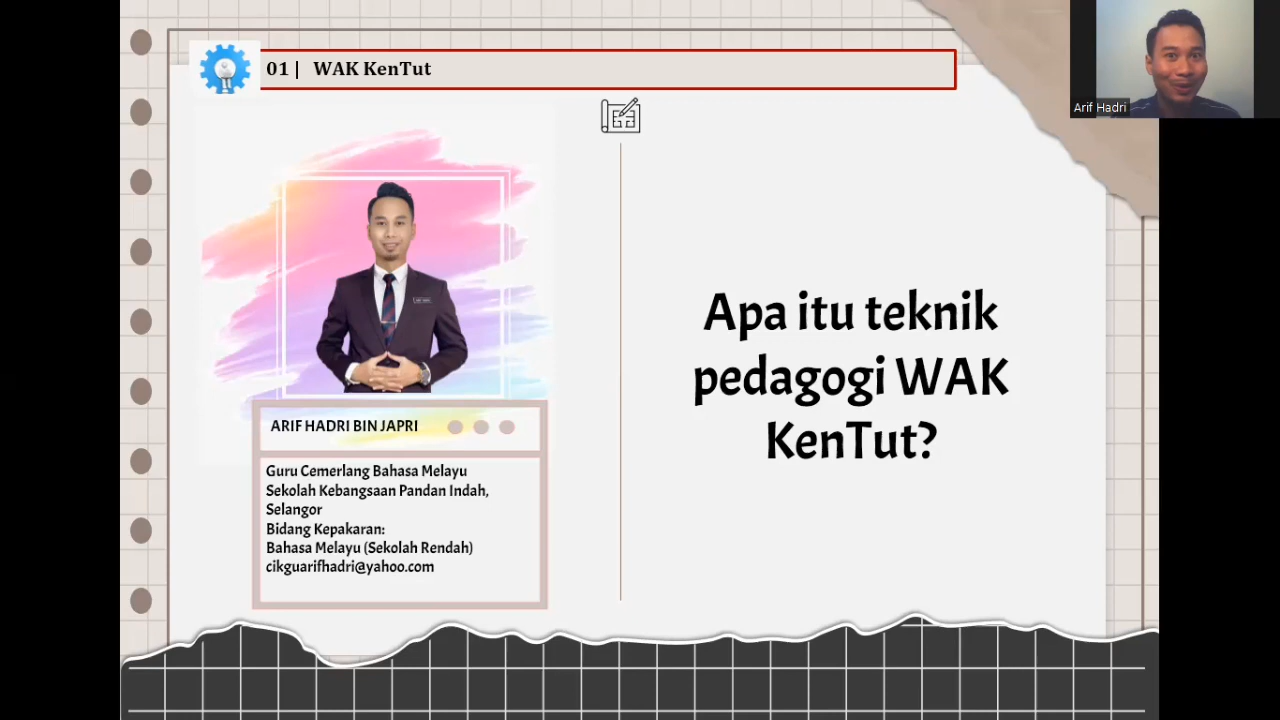 01 | WAK KenTut
Arif Hadri
Apa itu teknik
pedagogi WAK
KenTut?
ARIF HADRI BIN JAPRI
Guru Cemerlang Bahasa Melayu
Sekolah Kebangsaan Pandan Indah,
Selangor
Bidang Kepakaran:
Bahasa Melayu (Sekolah Rendah)
cikguarifhadri@yahoo.com